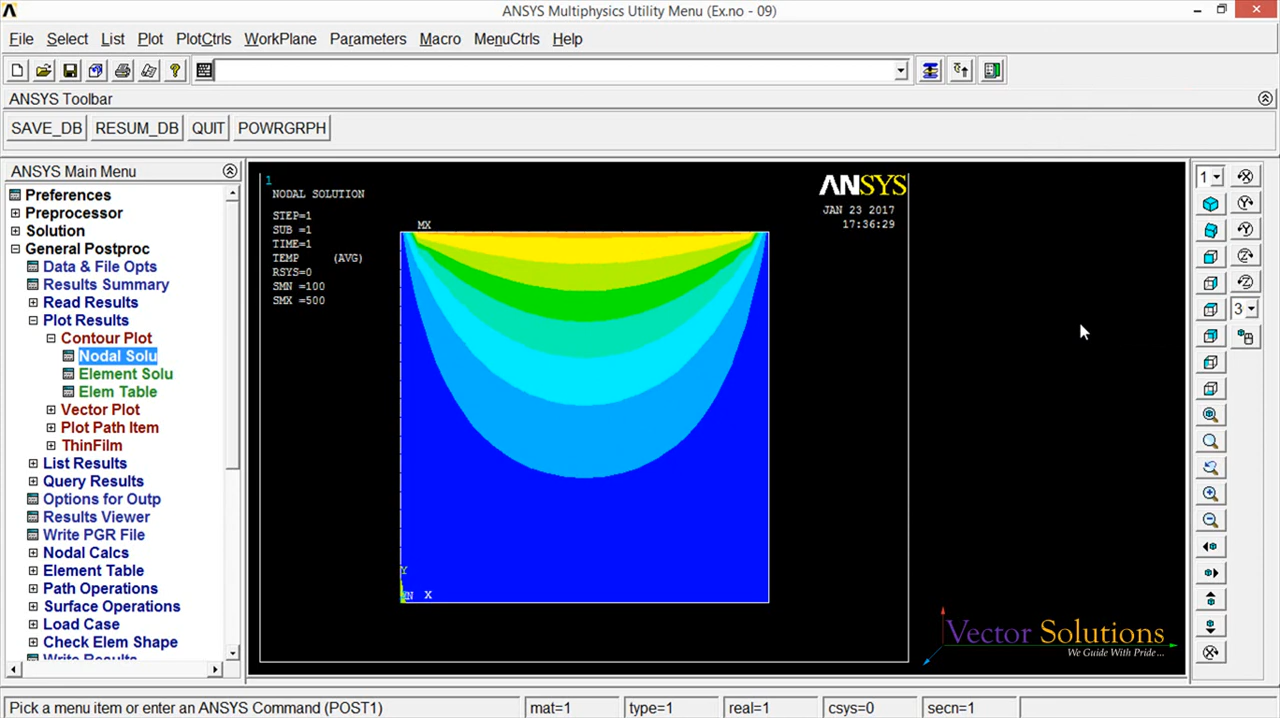 ANSYS Multiphysics Utility Menu (Ex.no - 09)
File Select List Plot PlotCtrls WorkPlane Parameters Macro MenuCtrls Help
ANSYS Toolbar
SAVE_DB RESUM_DB QUIT POWRGRPH
ANSYS Main Menu
Preferences
Preprocessor
Solution
General Postproc
Data & File Opts
Results Summary
Read Results
Plot Results
Contour Plot
Nodal Solu
Element Solu
Elem Table
Vector Plot
Plot Path Item
ThinFilm
List Results
Query Results
Options for Outp
Results Viewer
Write PGR File
Nodal Calcs
Element Table
Path Operations
Surface Operations
Load Case
Check Elem Shape
Write Results
1
NODAL SOLUTION
STEP=1
SUB =1
TIME=1
TEMP (AVG)
RSYS=0
SMN =100
SMX =500
MX
ANSYS
JAN 23 2017
17:36:29
Y
X
1
3
Vector Solutions
We Guide With Pride...
Pick a menu item or enter an ANSYS Command (POST1) mat=1 type=1 real=1 csys=0 secn=1